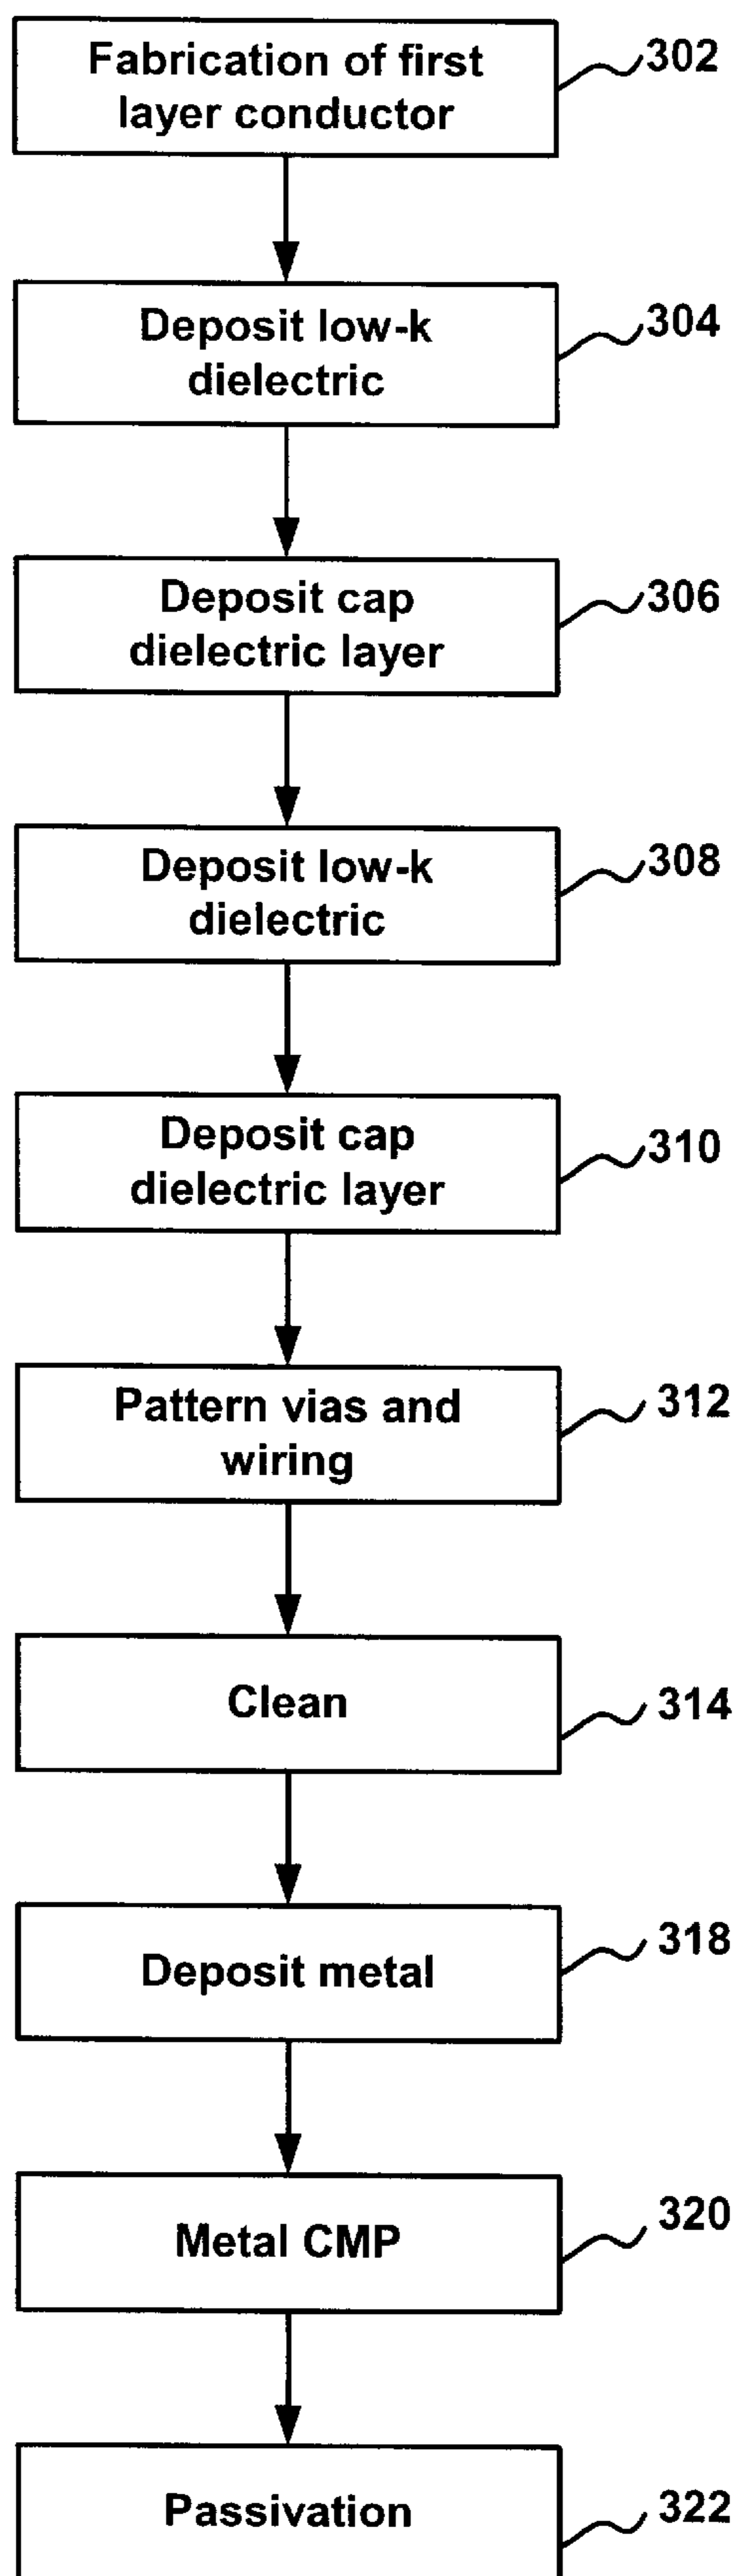 Fabrication of first
layer conductor
302
Deposit low-k
dielectric
304
Deposit cap
dielectric layer
306
Deposit low-k
dielectric
308
Deposit cap
dielectric layer
310
Pattern vias and
wiring
312
Clean
314
Deposit metal
318
Metal CMP
320
Passivation
322